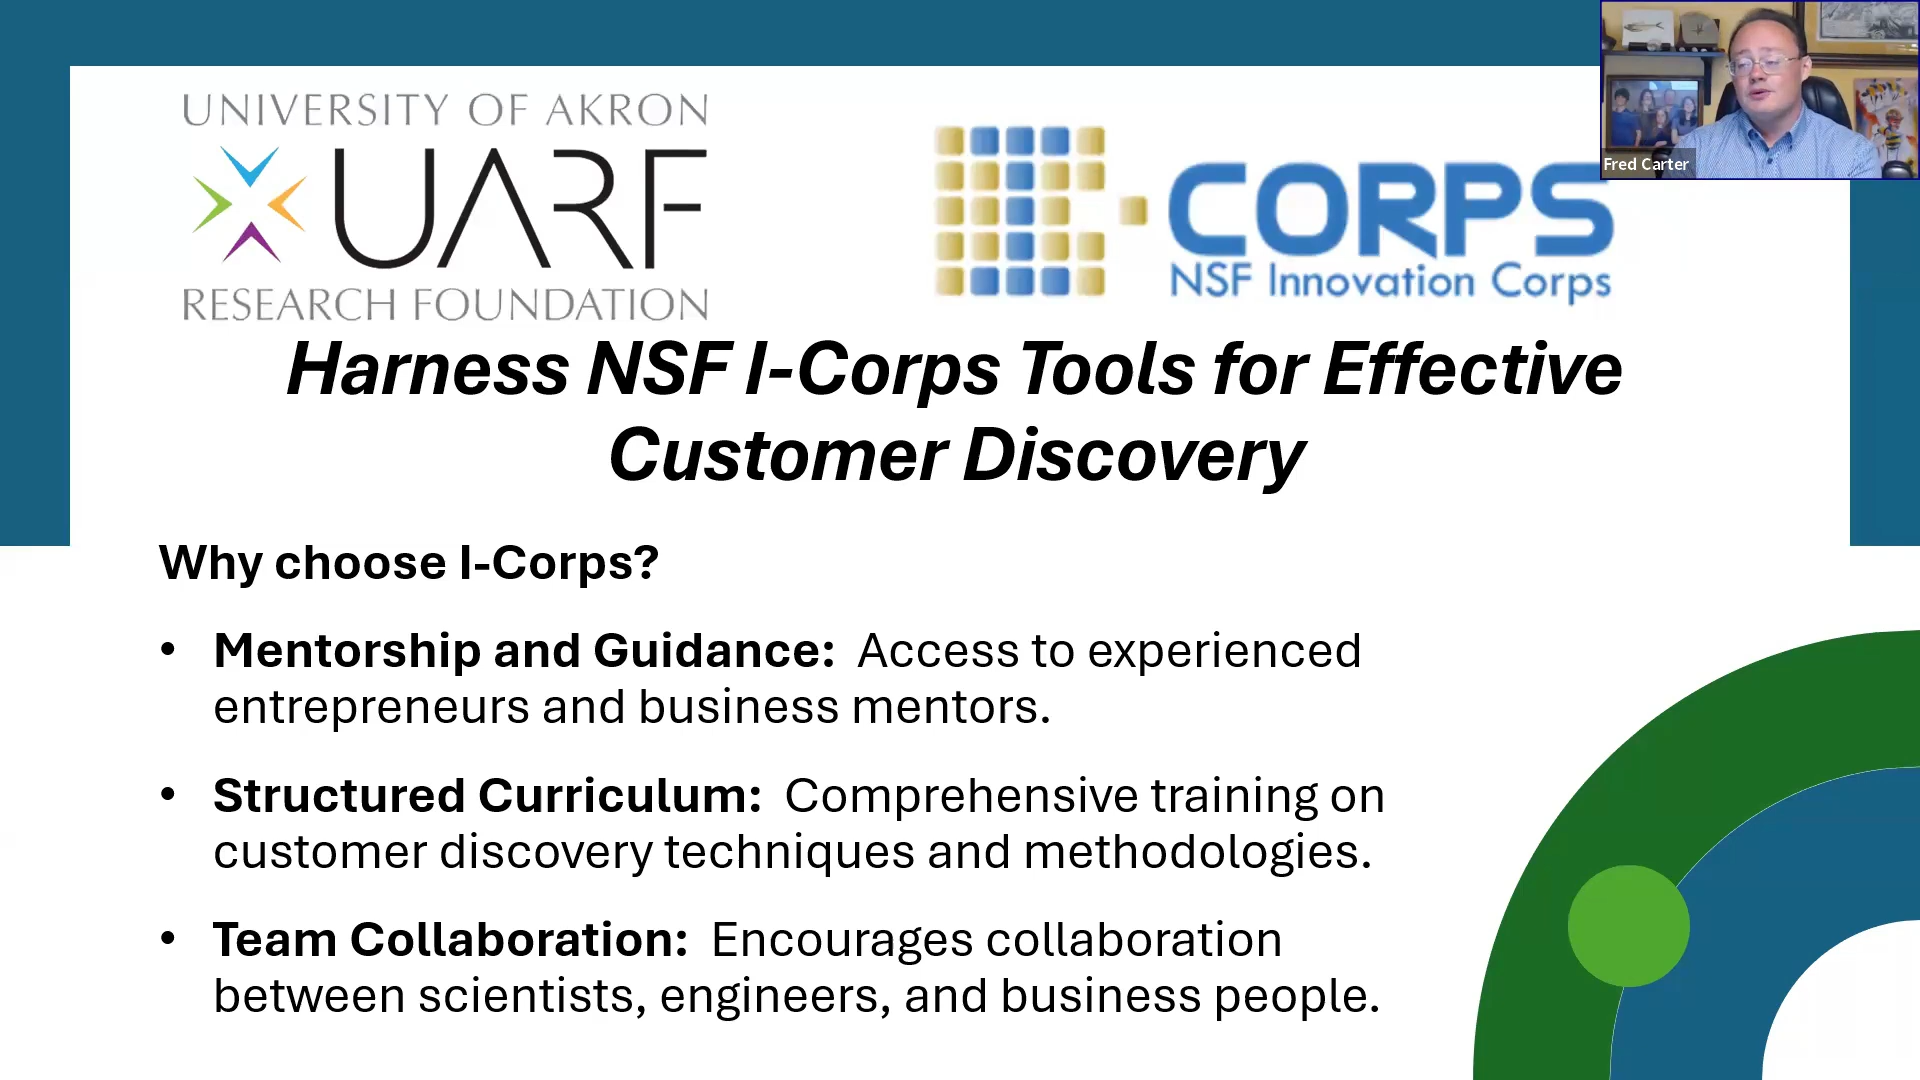 UNIVERSITY OF AKRON
UARF
RESEARCH FOUNDATION
I-CORPS
NSF Innovation Corps
Fred Carter
Harness NSF I-Corps Tools for Effective
Customer Discovery
Why choose I-Corps?
• Mentorship and Guidance: Access to experienced
entrepreneurs and business mentors.
• Structured Curriculum: Comprehensive training on
customer discovery techniques and methodologies.
• Team Collaboration: Encourages collaboration
between scientists, engineers, and business people.